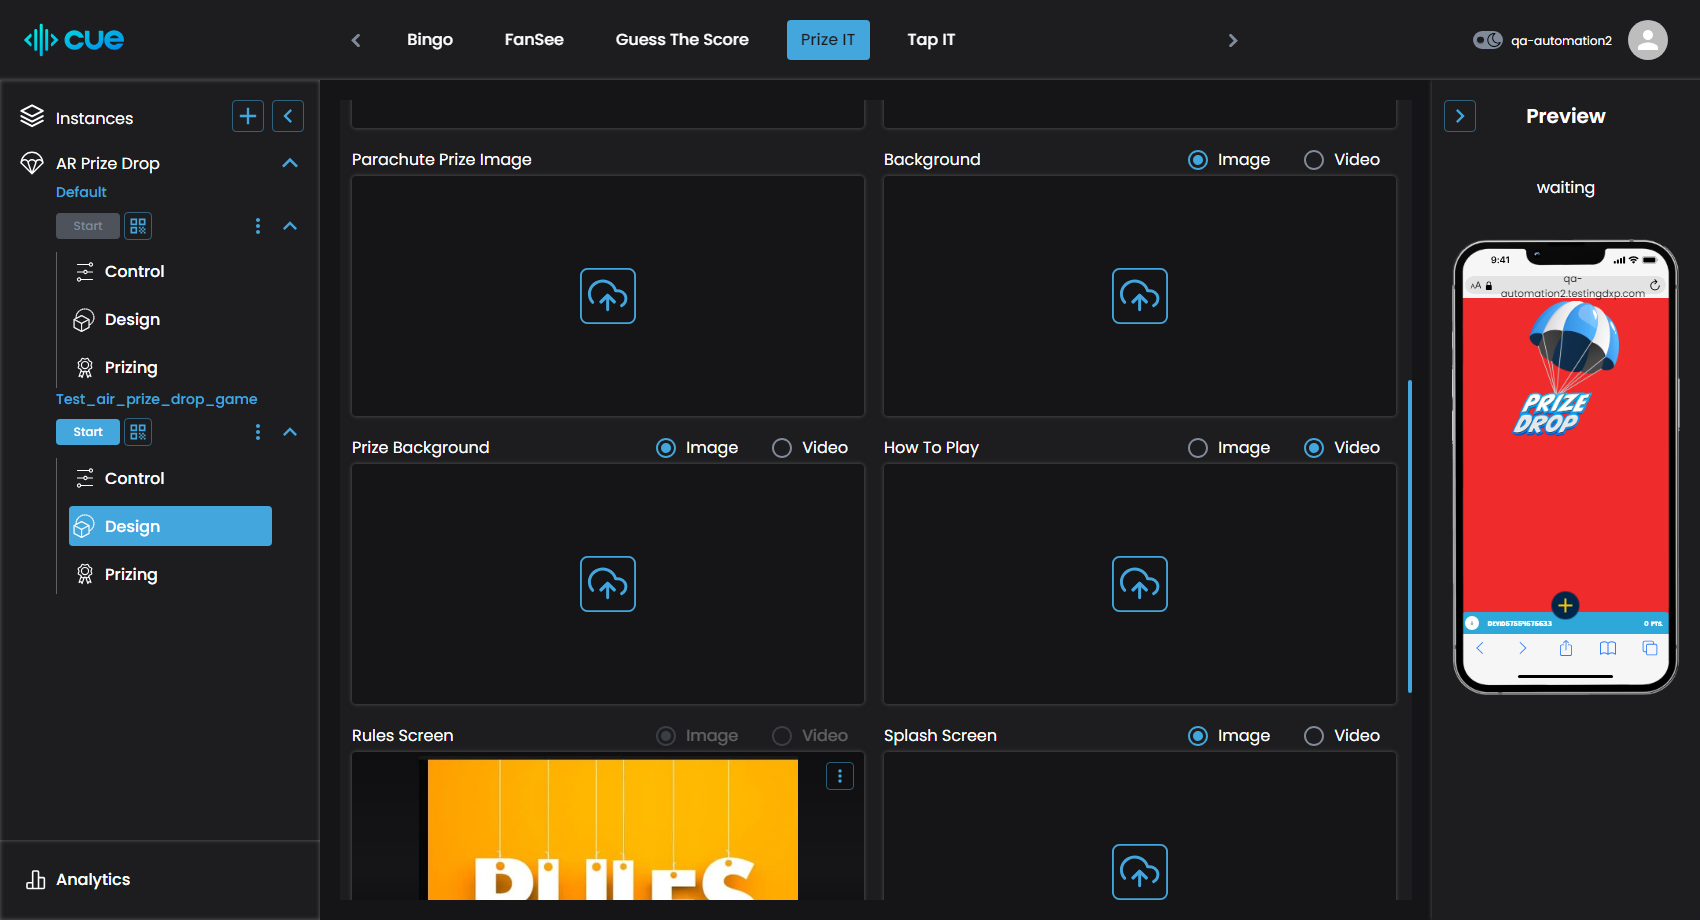 cue
Bingo
FanSee
Guess The Score
Prize IT
Tap IT
qa-automation2
Instances
AR Prize Drop
Default
Start
Control
Design
Prizing
Test_air_prize_drop_game
Start
Control
Design
Prizing
Analytics
Parachute Prize Image
Background
Image
Video
Prize Background
Image
Video
How To Play
Image
Video
Rules Screen
Image
Video
RULES
Splash Screen
Image
Video
Preview
waiting
9:41
AA
qa-
automation2.testingdxp.com
PRIZE
DROP
0 PTS.